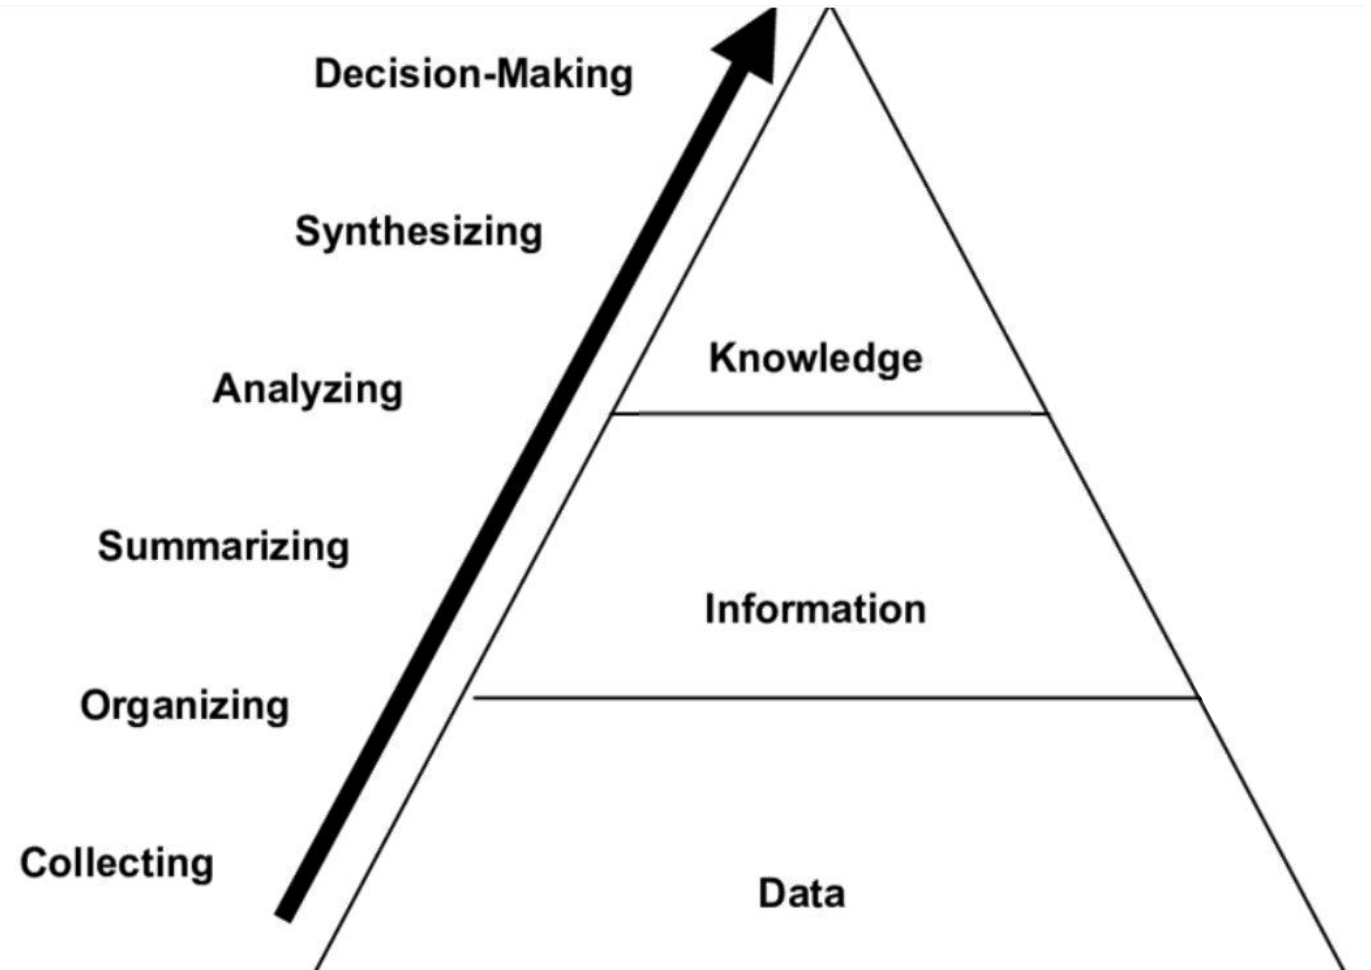 Decision-Making
Synthesizing
Knowledge
Analyzing
Summarizing
Information
Organizing
Collecting
Data